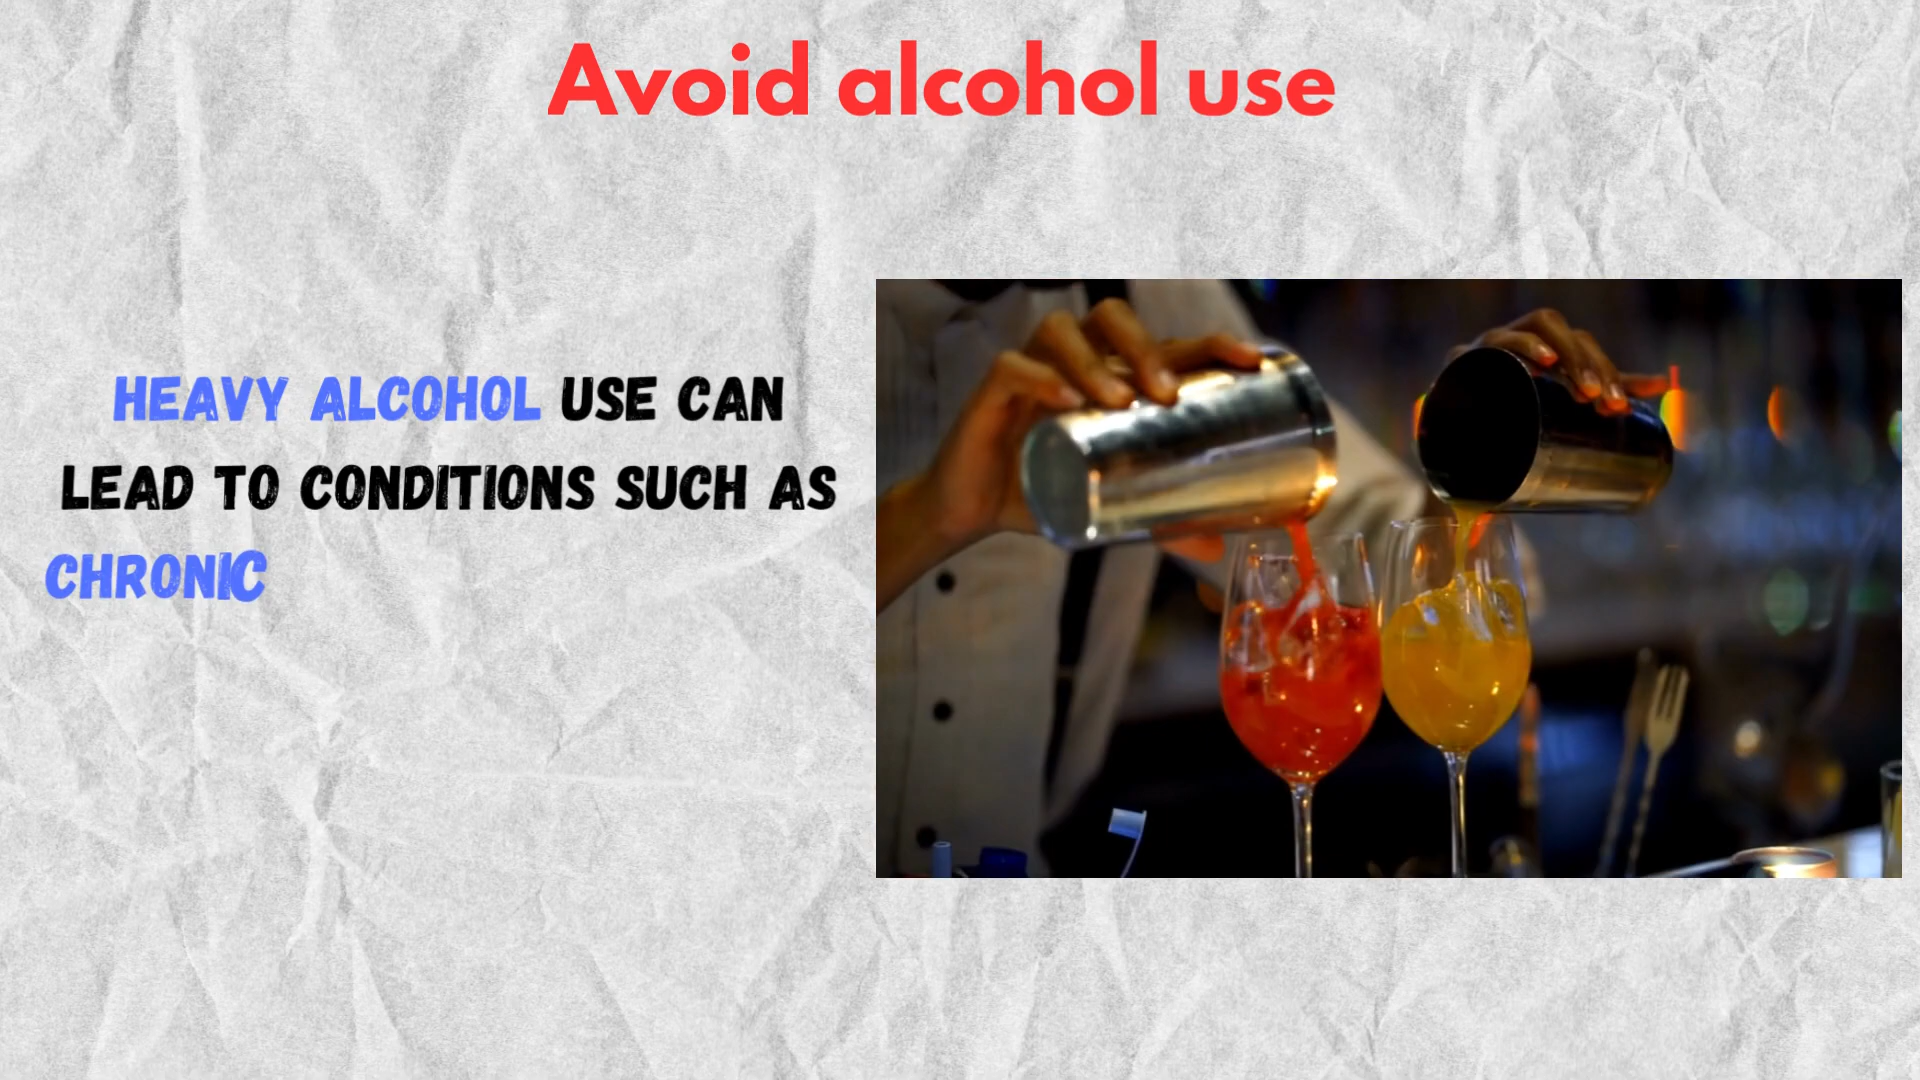 Avoid alcohol use
HEAVY ALCOHOL USE CAN
LEAD TO CONDITIONS SUCH AS
CHRONIC